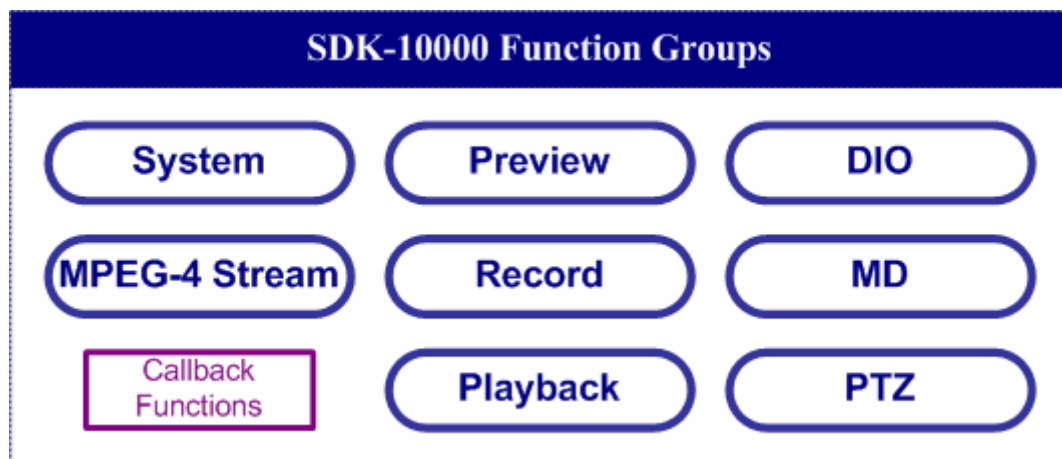 SDK-10000 Function Groups
System
Preview
DIO
MPEG-4 Stream
Record
MD
Callback
Functions
Playback
PTZ